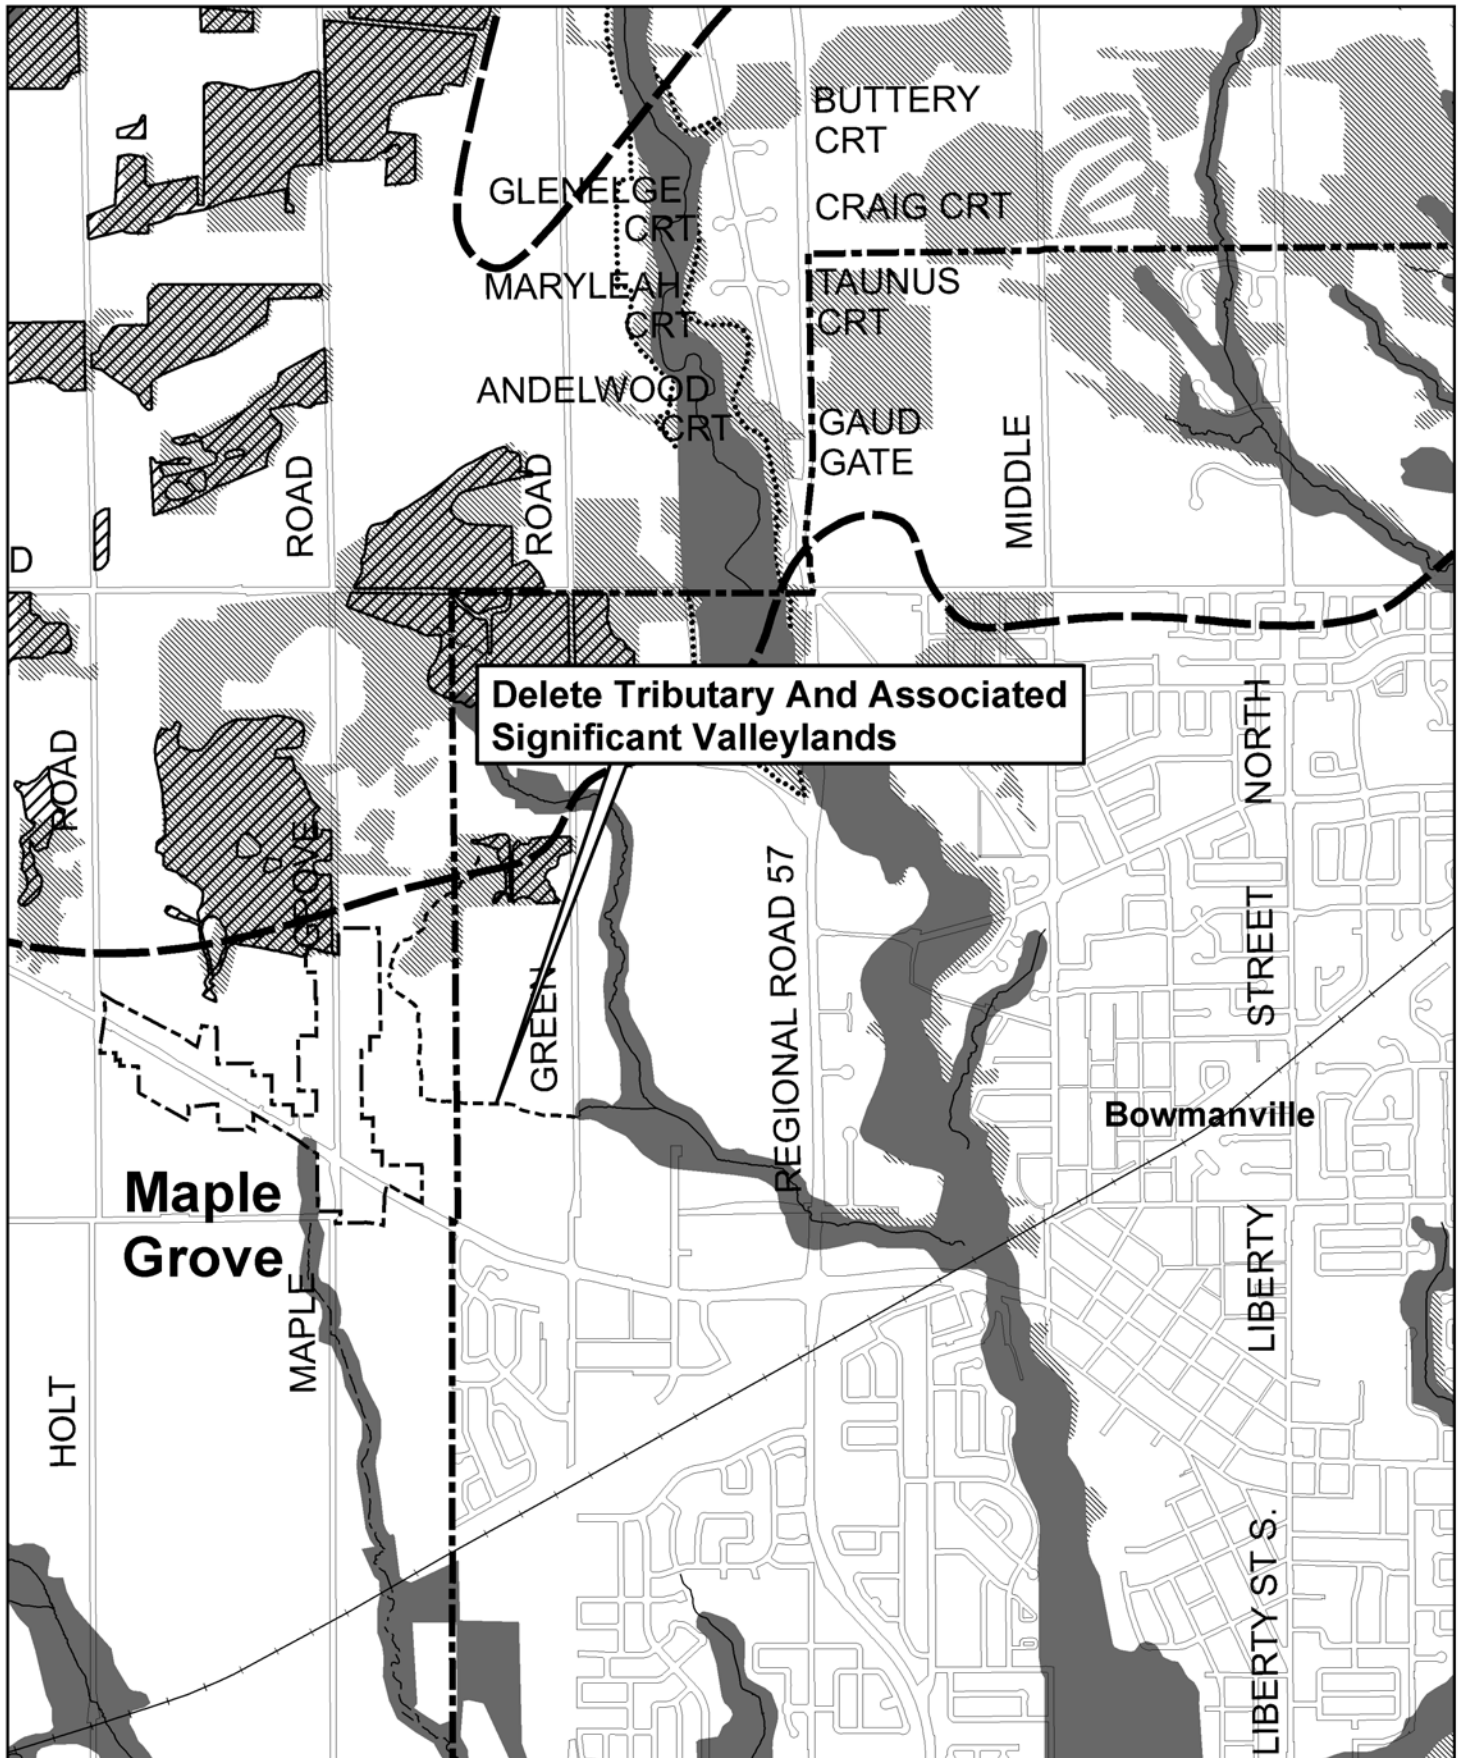 BUTTERY
CRT
GLENELGE
CRT
CRAIG CRT
MARYLEAH
CRT
TAUNUS
CRT
ANDELWOOD
CRT
GAUD
GATE
MIDDLE
ROAD
ROAD
D
Delete Tributary And Associated
Significant Valleylands
ROAD
GROVE
NORTH
STREET
REGIONAL ROAD 57
GREEN
Bowmanville
Maple
Grove
MAPLE
LIBERTY
HOLT
LIBERTY ST S.